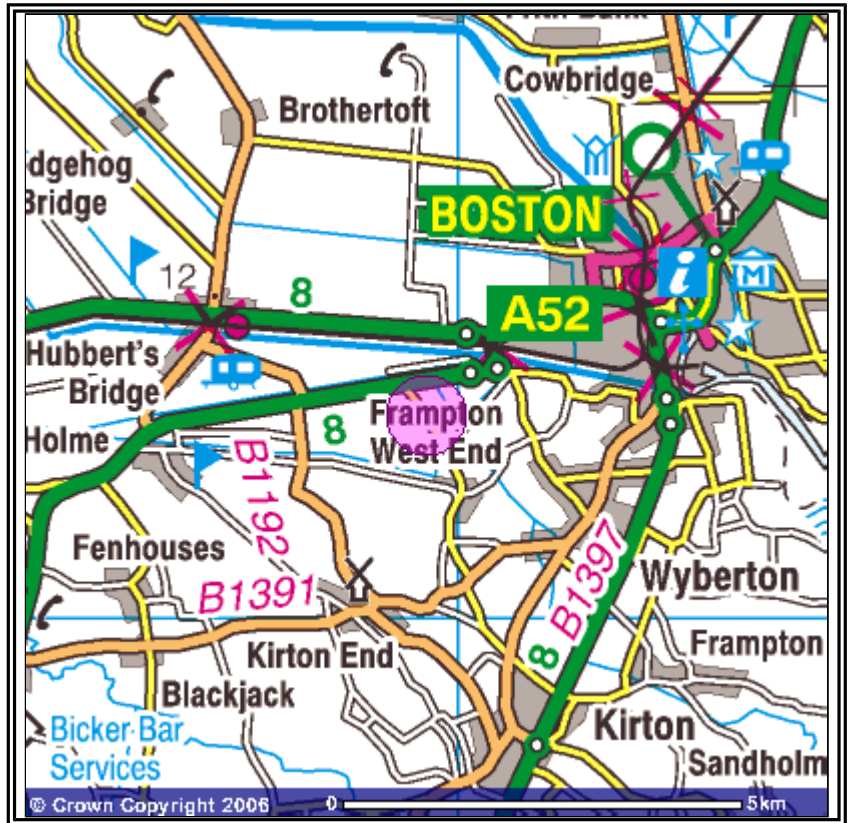 Cowbridge
Brothertoft
dgehog
Bridge
BOSTON
12
8
i
M
A52
Hubbert's
Bridge
Frampton
West End
8
Holme
B1192
Fenhouses
B1391
B1397
Wyberton
Kirton End
8
Frampton
Blackjack
Bicker Bar
Services
Kirton
Sandholm
© Crown Copyright 2006
0
5km